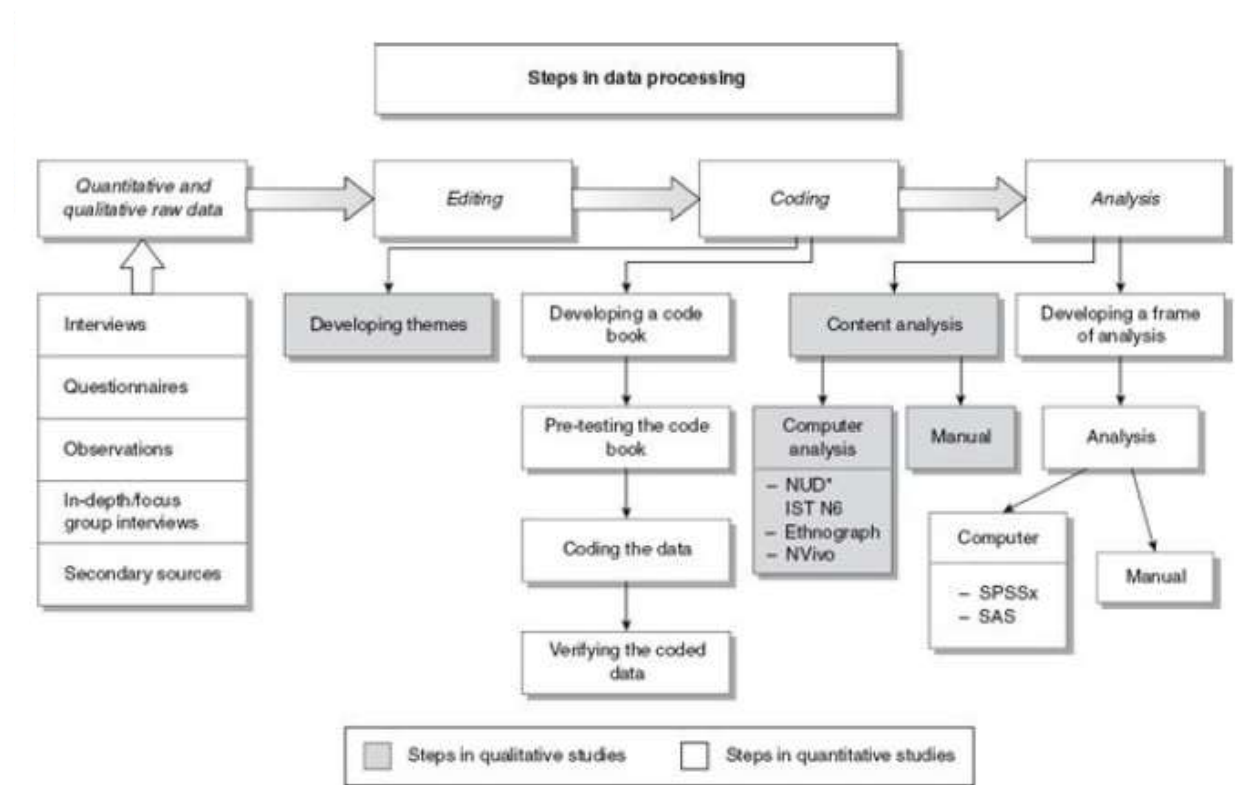 Steps in data processing
Quantitative and
qualitative raw data
Editing
Coding
Analysis
Interviews
Questionnaires
Observations
In-depth/focus
group interviews
Secondary sources
Developing themes
Developing a code
book
Pre-testing the code
book
Coding the data
Verifying the coded
data
Content analysis
Computer
analysis
– NUD*
IST N6
– Ethnograph
– NVivo
Manual
Developing a frame
of analysis
Analysis
Computer
– SPSSx
– SAS
Manual
Steps in qualitative studies
Steps in quantitative studies